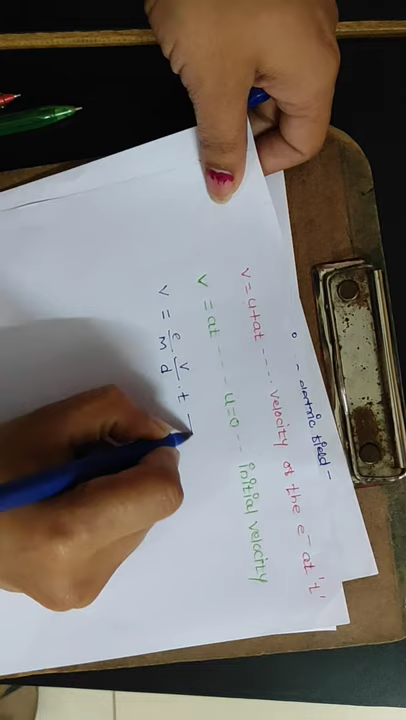 electric field -
v = u+at .... velocity of the e- at 't'
v = at .... u=0 .. initial velocity
v = e/m v/d . t —